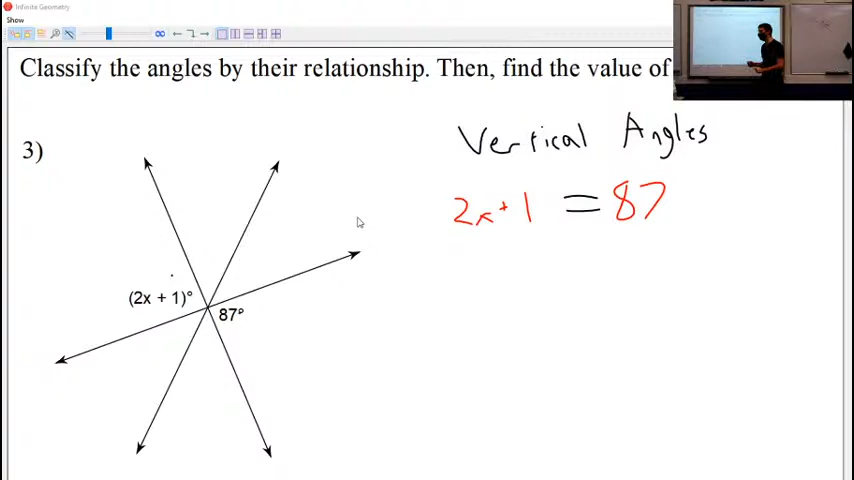 Infinite Geometry
Show
Classify the angles by their relationship. Then, find the value of
3)
Vertical Angles
2x+1 = 87
(2x + 1)°
87°